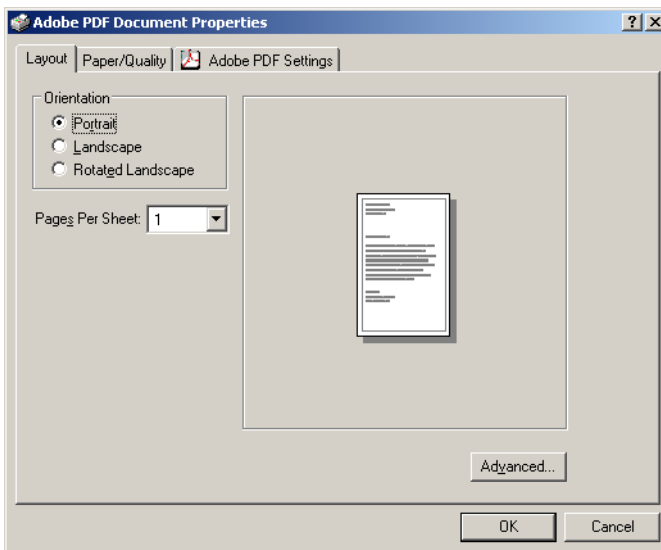 Adobe PDF Document Properties
Layout Paper/Quality Adobe PDF Settings
Orientation
Portrait
Landscape
Rotated Landscape
Pages Per Sheet: 1
Advanced...
OK Cancel